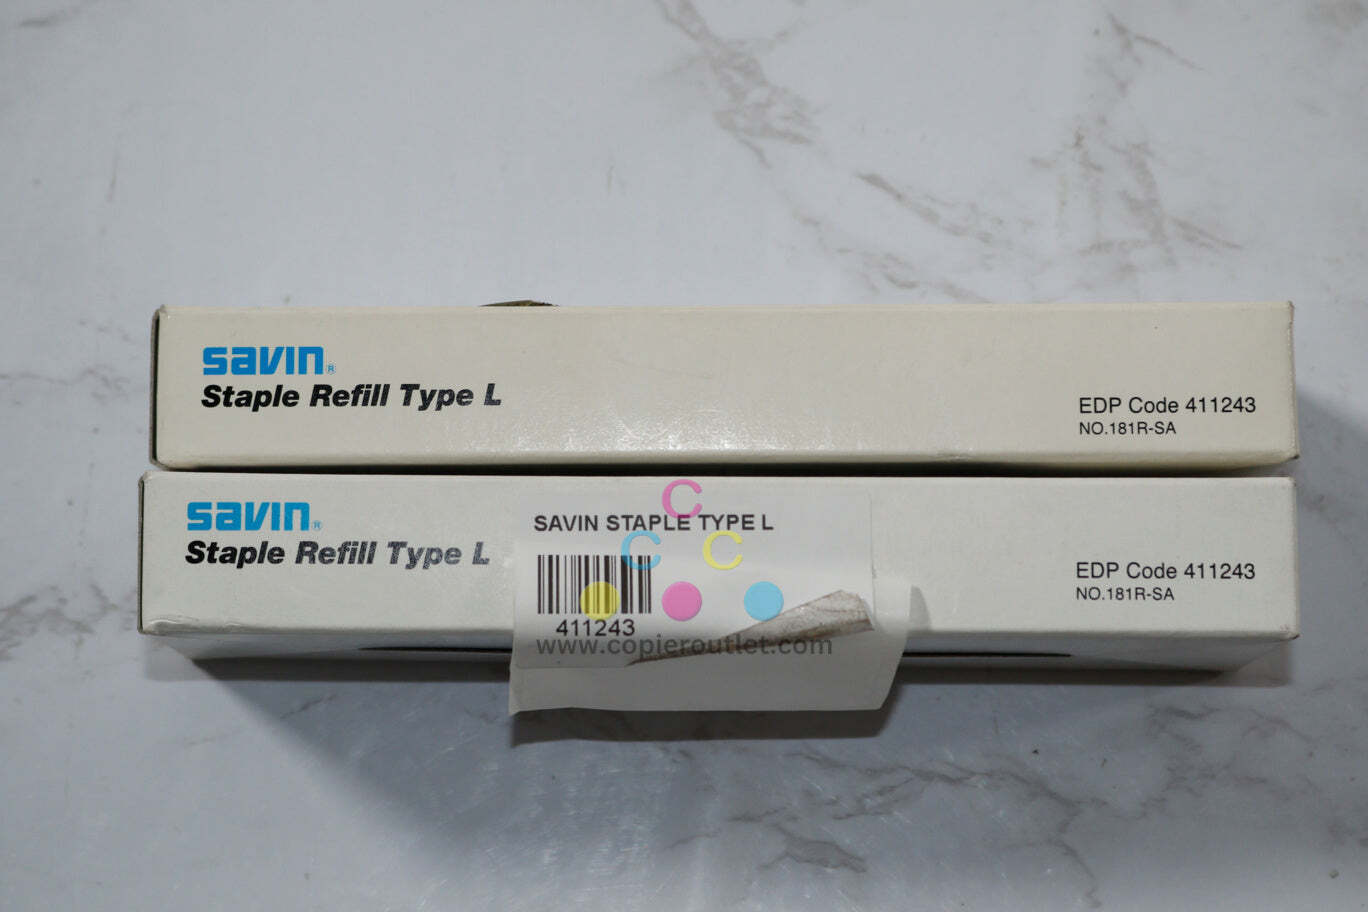 savin®
Staple Refill Type L
EDP Code 411243
NO.181R-SA
savin®
Staple Refill Type L
SAVIN STAPLE TYPE L
411243
EDP Code 411243
NO.181R-SA
C
C C
www.copieroutlet.com